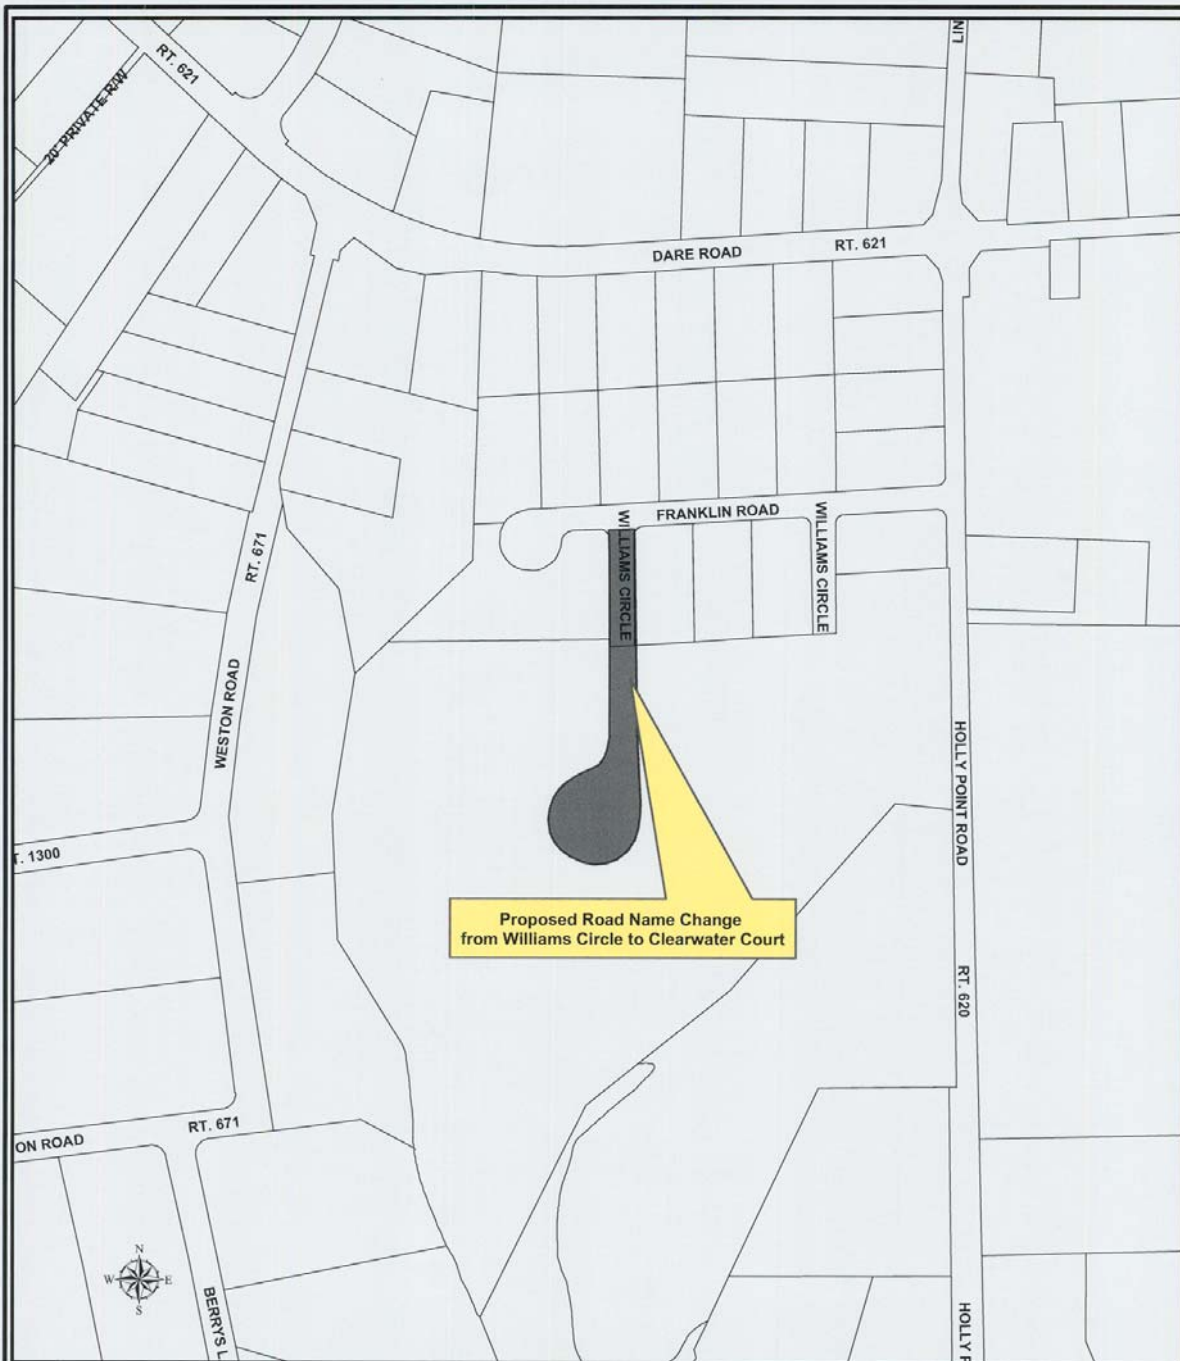 RT. 621
20' PRIVATE R/W
LIN
DARE ROAD
RT. 621
FRANKLIN ROAD
WILLIAMS CIRCLE
WILLIAMS CIRCLE
RT. 671
WESTON ROAD
HOLLY POINT ROAD
T. 1300
Proposed Road Name Change
from Williams Circle to Clearwater Court
RT. 620
RT. 671
ON ROAD
N
W E
S
BERRYS L
HOLLY P